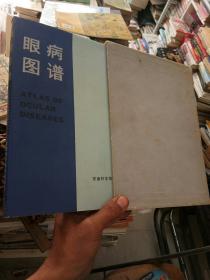 眼病
图谱
ATLAS OF
OCULAR
DISEASES